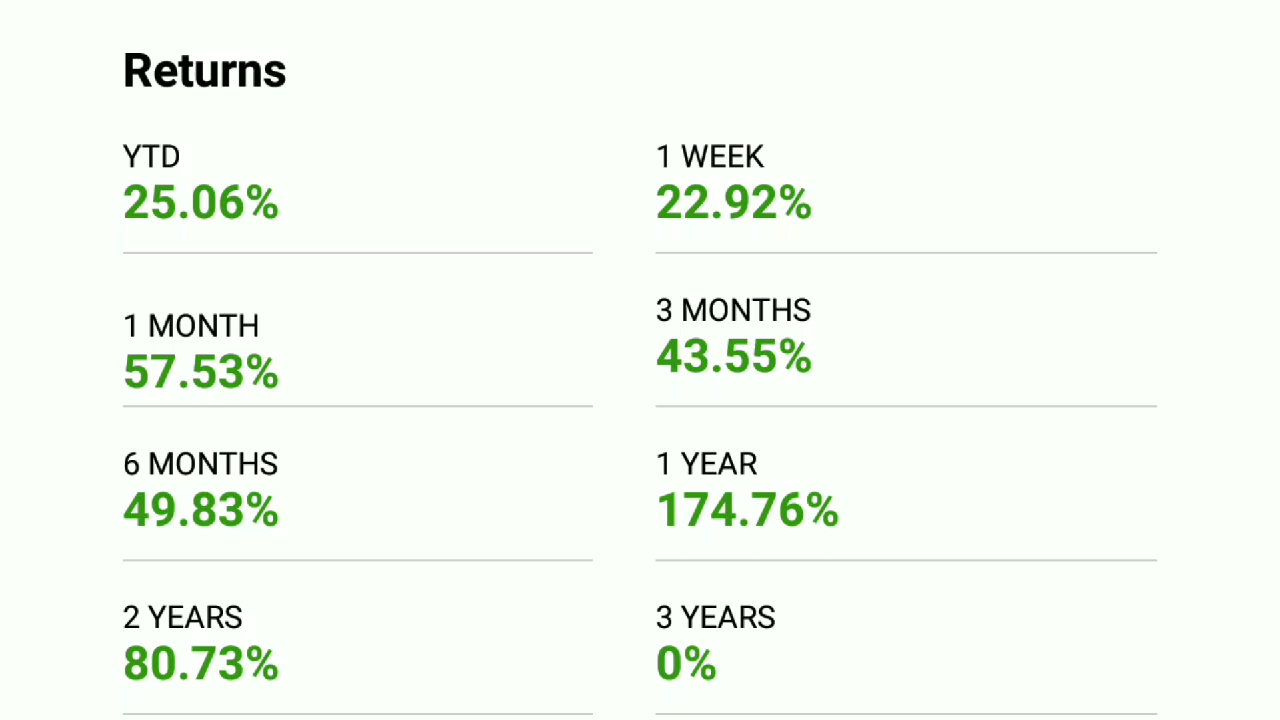 Returns
YTD
25.06%
1 WEEK
22.92%
1 MONTH
57.53%
3 MONTHS
43.55%
6 MONTHS
49.83%
1 YEAR
174.76%
2 YEARS
80.73%
3 YEARS
0%